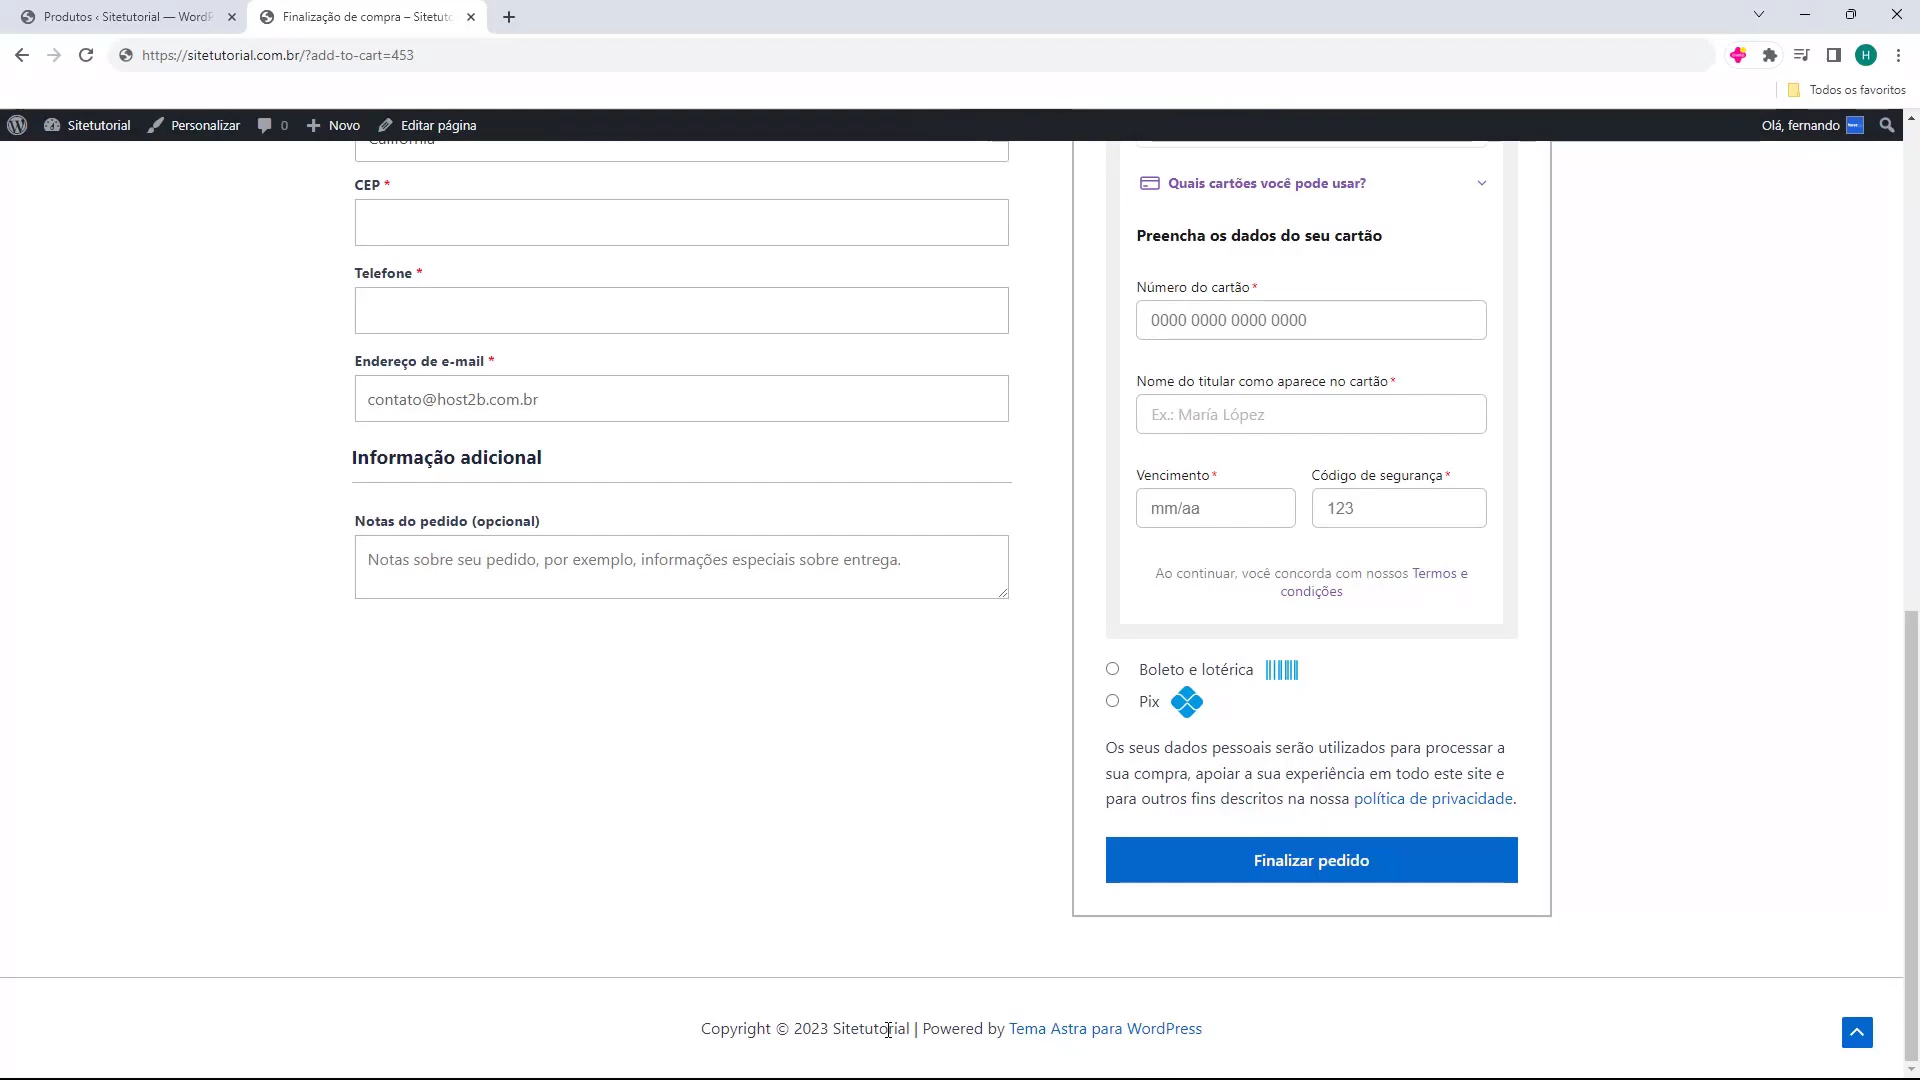 Produtos ‹ Sitetutorial — WordP
Finalização de compra – Sitetuto
https://sitetutorial.com.br/?add-to-cart=453
H
Todos os favoritos
Sitetutorial
Personalizar
0
Novo
Editar página
Olá, fernando
California
CEP *
Telefone *
Endereço de e-mail *
contato@host2b.com.br
Informação adicional
Notas do pedido (opcional)
Notas sobre seu pedido, por exemplo, informações especiais sobre entrega.
Quais cartões você pode usar?
Preencha os dados do seu cartão
Número do cartão*
0000 0000 0000 0000
Nome do titular como aparece no cartão*
Ex.: María López
Vencimento* Código de segurança*
mm/aa 123
Ao continuar, você concorda com nossos Termos e
condições
Boleto e lotérica
Pix
Os seus dados pessoais serão utilizados para processar a
sua compra, apoiar a sua experiência em todo este site e
para outros fins descritos na nossa política de privacidade.
Finalizar pedido
Copyright © 2023 Sitetutorial | Powered by Tema Astra para WordPress